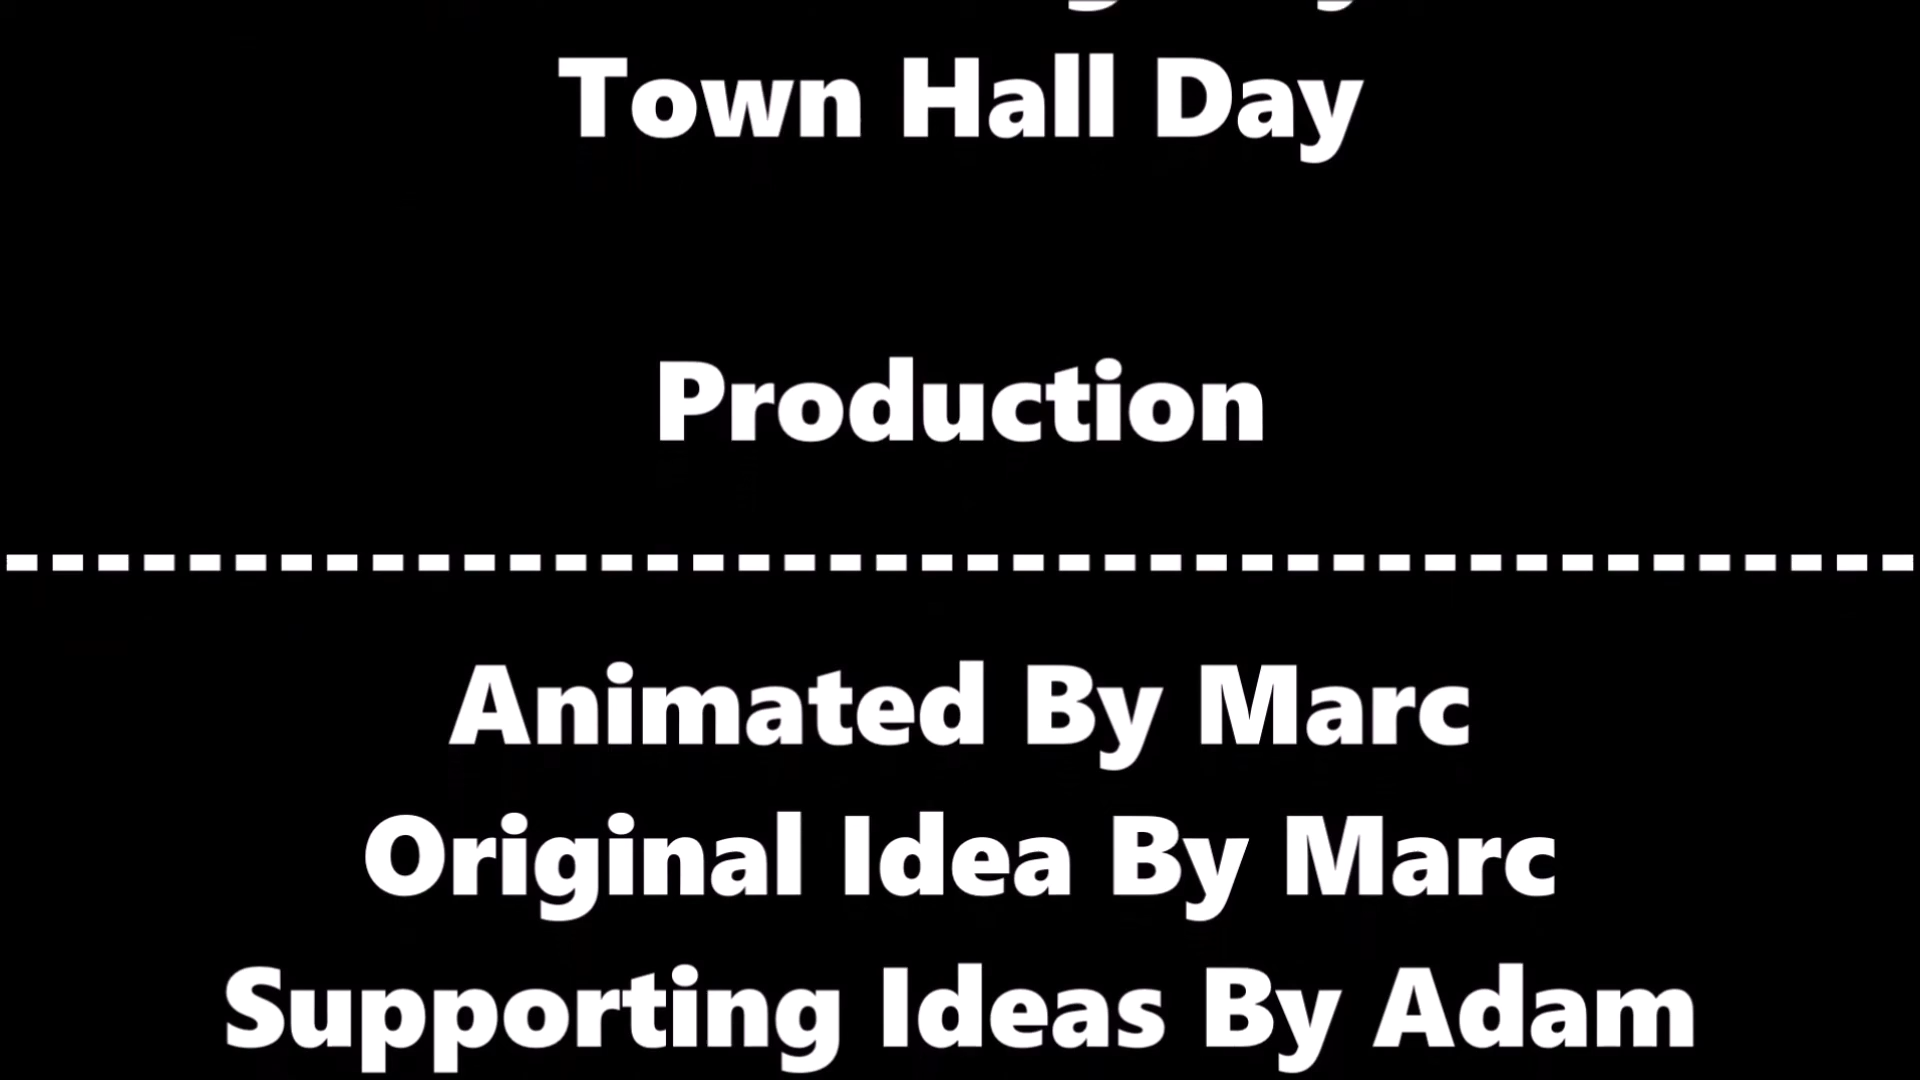 Town Hall Day
Production
------------------------------------------
Animated By Marc
Original Idea By Marc
Supporting Ideas By Adam